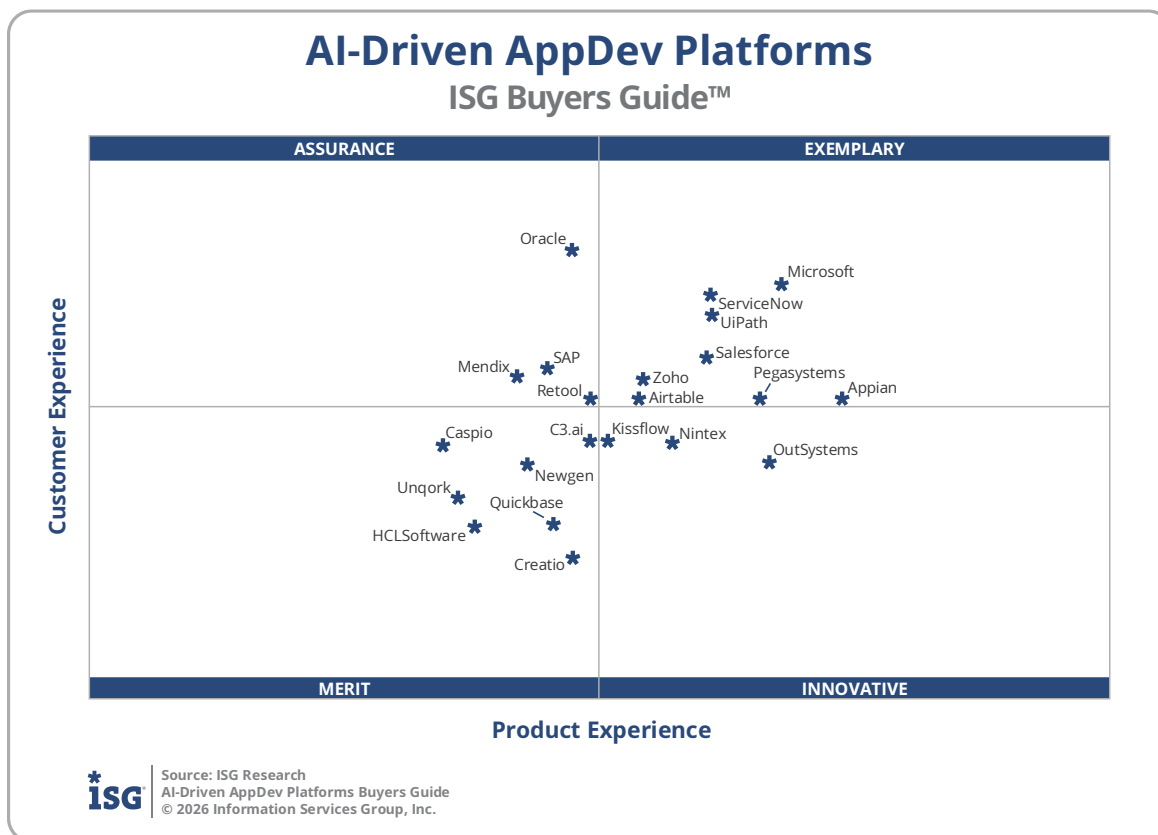 AI-Driven AppDev Platforms
ISG Buyers Guide™
ASSURANCE
EXEMPLARY
Oracle
Microsoft
ServiceNow
UiPath
Salesforce
SAP
Mendix
Pegasystems
Zoho
Appian
Retool
Airtable
Caspio
C3.ai
Kissflow
Nintex
OutSystems
Newgen
Unqork
Quickbase
HCLSoftware
Creatio
Customer Experience
MERIT
INNOVATIVE
Product Experience
ISG
Source: ISG Research
AI-Driven AppDev Platforms Buyers Guide
© 2026 Information Services Group, Inc.